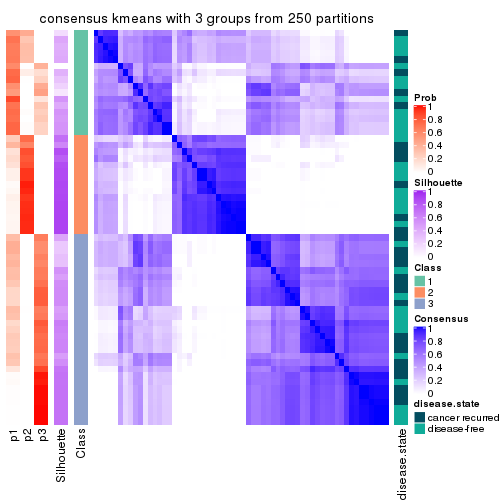 consensus kmeans with 3 groups from 250 partitions
p1
p2
p3
Silhouette
Class
disease.state
Prob
1
0.8
0.6
0.4
0.2
0
Silhouette
1
0.8
0.6
0.4
0.2
0
Class
1
2
3
Consensus
1
0.8
0.6
0.4
0.2
0
disease.state
cancer recurred
disease-free